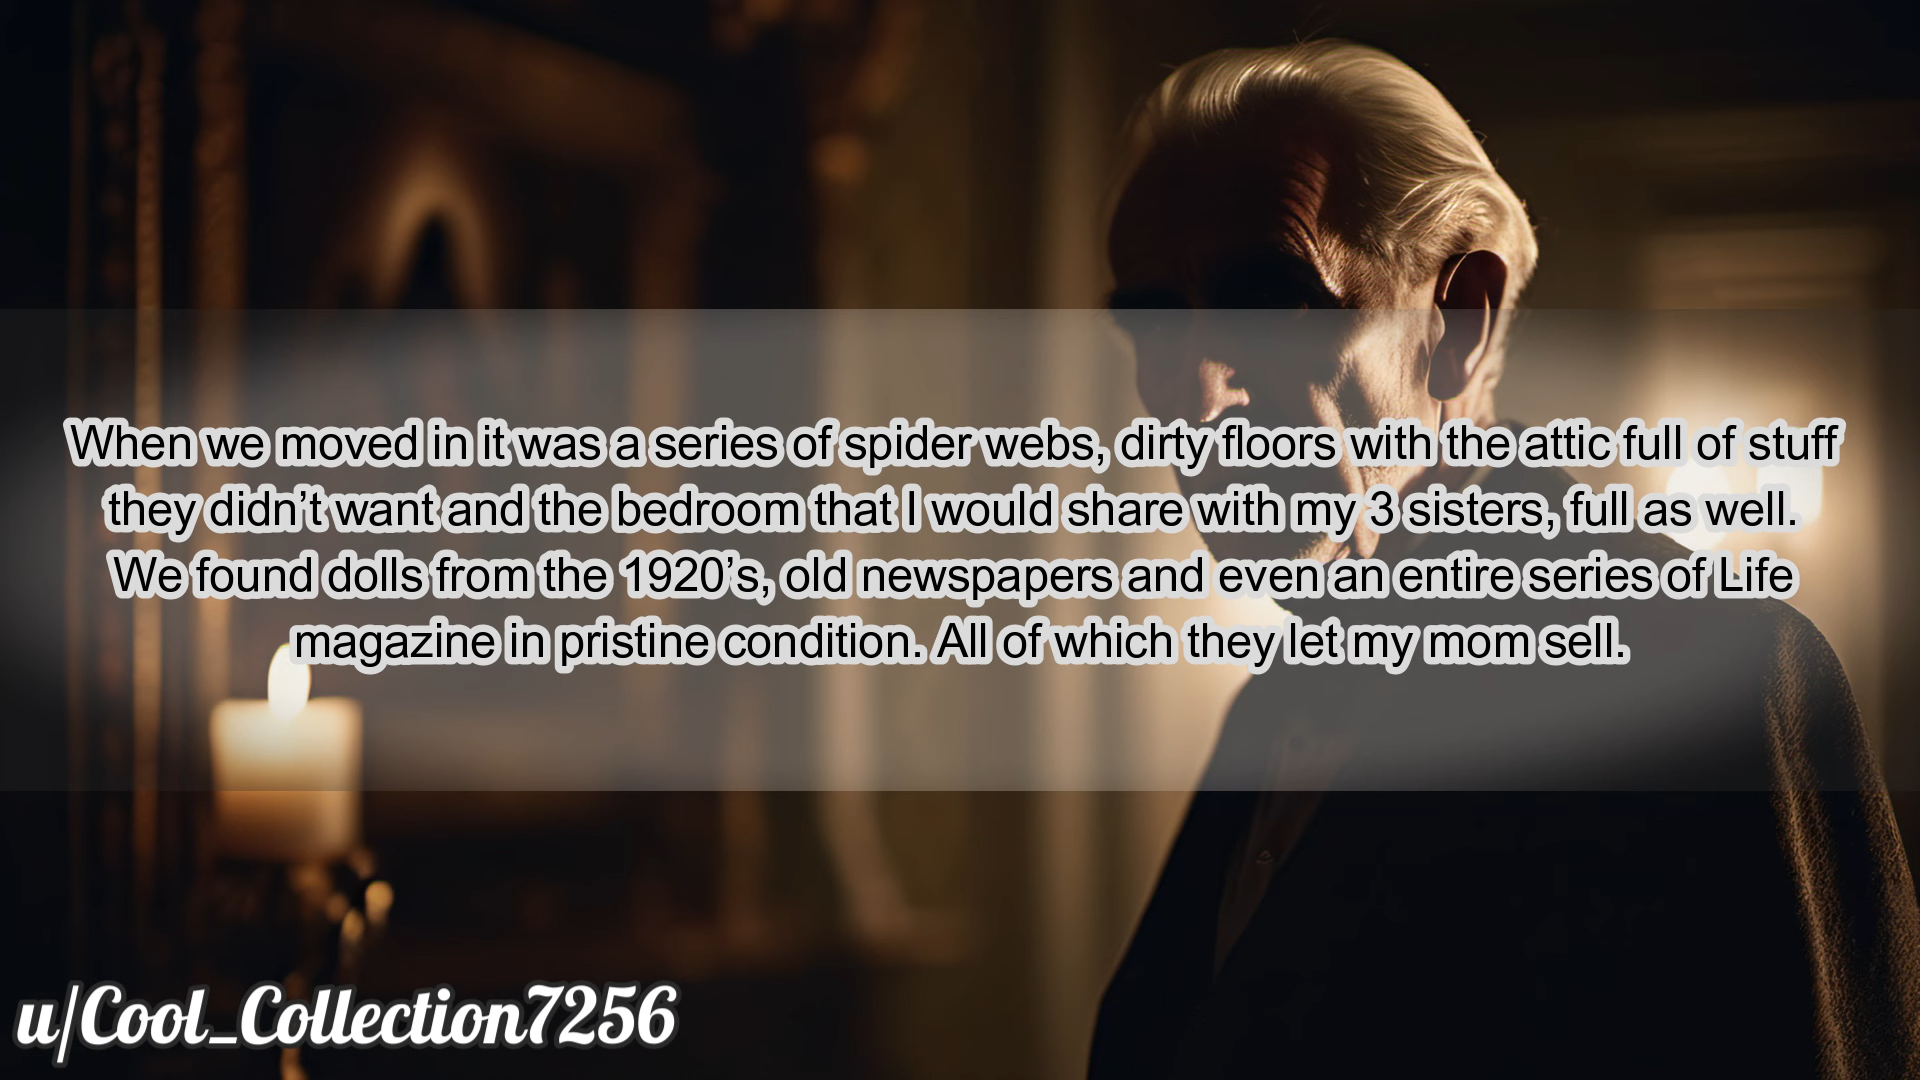 When we moved in it was a series of spider webs, dirty floors with the attic full of stuff
they didn’t want and the bedroom that I would share with my 3 sisters, full as well.
We found dolls from the 1920’s, old newspapers and even an entire series of Life
magazine in pristine condition. All of which they let my mom sell.
u/Cool_Collection7256